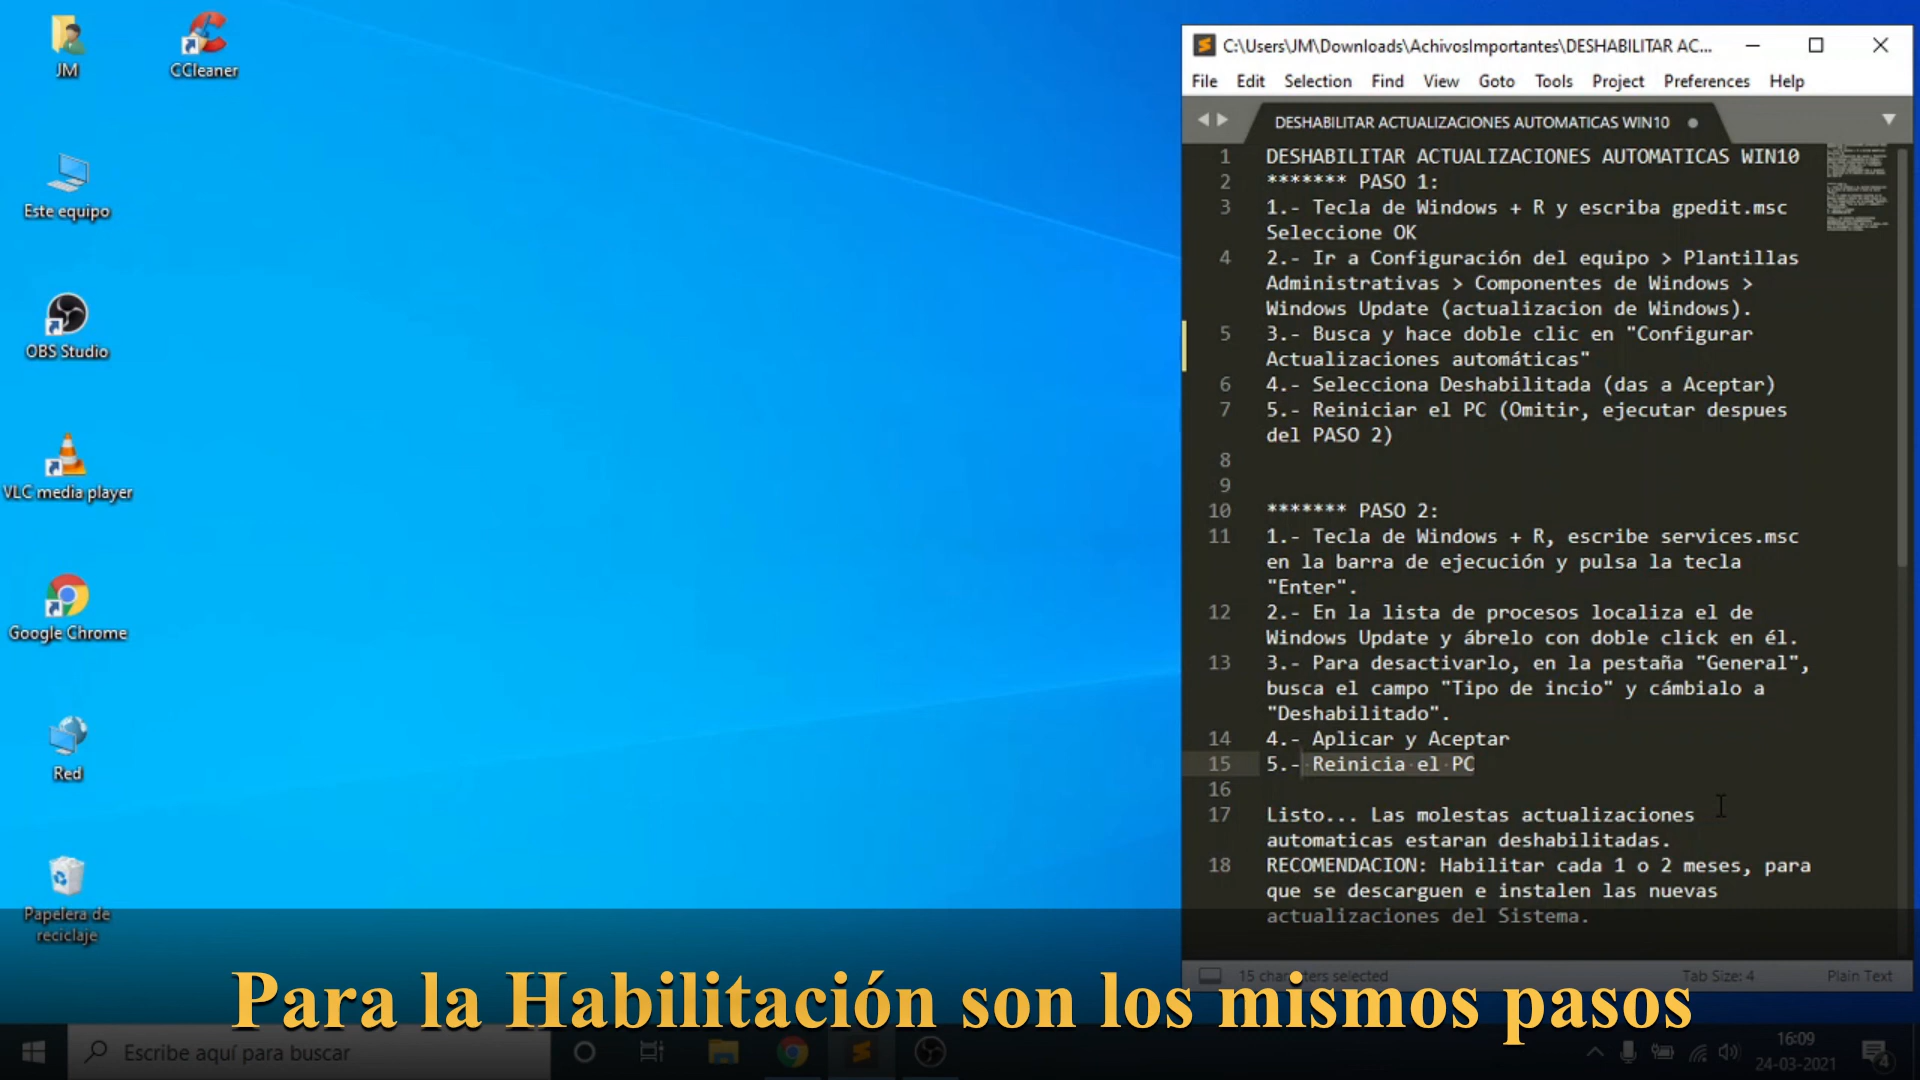 JM
CCleaner
Este equipo
OBS Studio
VLC media player
Google Chrome
Red
Papelera de
reciclaje
C:\Users\JM\Downloads\AchivosImportantes\DESHABILITAR AC...
File Edit Selection Find View Goto Tools Project Preferences Help
DESHABILITAR ACTUALIZACIONES AUTOMATICAS WIN10
1 DESHABILITAR ACTUALIZACIONES AUTOMATICAS WIN10
2 ******* PASO 1:
3 1.- Tecla de Windows + R y escriba gpedit.msc
Seleccione OK
4 2.- Ir a Configuración del equipo > Plantillas
Administrativas > Componentes de Windows >
Windows Update (actualizacion de Windows).
5 3.- Busca y hace doble clic en "Configurar
Actualizaciones automáticas"
6 4.- Selecciona Deshabilitada (das a Aceptar)
7 5.- Reiniciar el PC (Omitir, ejecutar despues
del PASO 2)
8
9
10 ******* PASO 2:
11 1.- Tecla de Windows + R, escribe services.msc
en la barra de ejecución y pulsa la tecla
"Enter".
12 2.- En la lista de procesos localiza el de
Windows Update y ábrelo con doble click en él.
13 3.- Para desactivarlo, en la pestaña "General",
busca el campo "Tipo de incio" y cámbialo a
"Deshabilitado".
14 4.- Aplicar y Aceptar
15 5.- Reinicia el PC
16
17 Listo... Las molestas actualizaciones
automaticas estaran deshabilitadas.
18 RECOMENDACION: Habilitar cada 1 o 2 meses, para
que se descarguen e instalen las nuevas
actualizaciones del Sistema.
15 characters selected Tab Size: 4 Plain Text
Para la Habilitación son los mismos pasos
Escribe aquí para buscar
16:09
24-03-2021
4